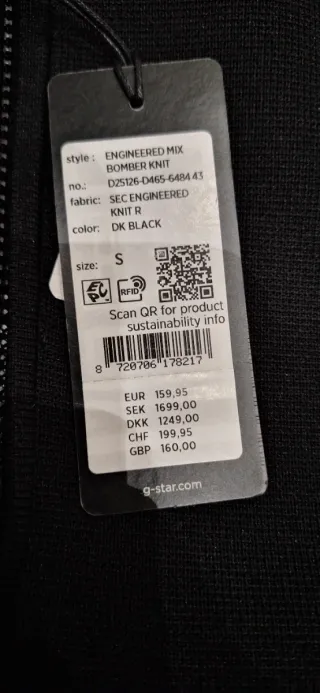 style : ENGINEERED MIX
BOMBER KNIT
no.: D25126-D465-6484 43
fabric: SEC ENGINEERED
KNIT R
color: DK BLACK
size: S
EPC RFID
Scan QR for product
sustainability info
8 720706 178217
EUR 159,95
SEK 1699,00
DKK 1249,00
CHF 199,95
GBP 160,00
g-star.com